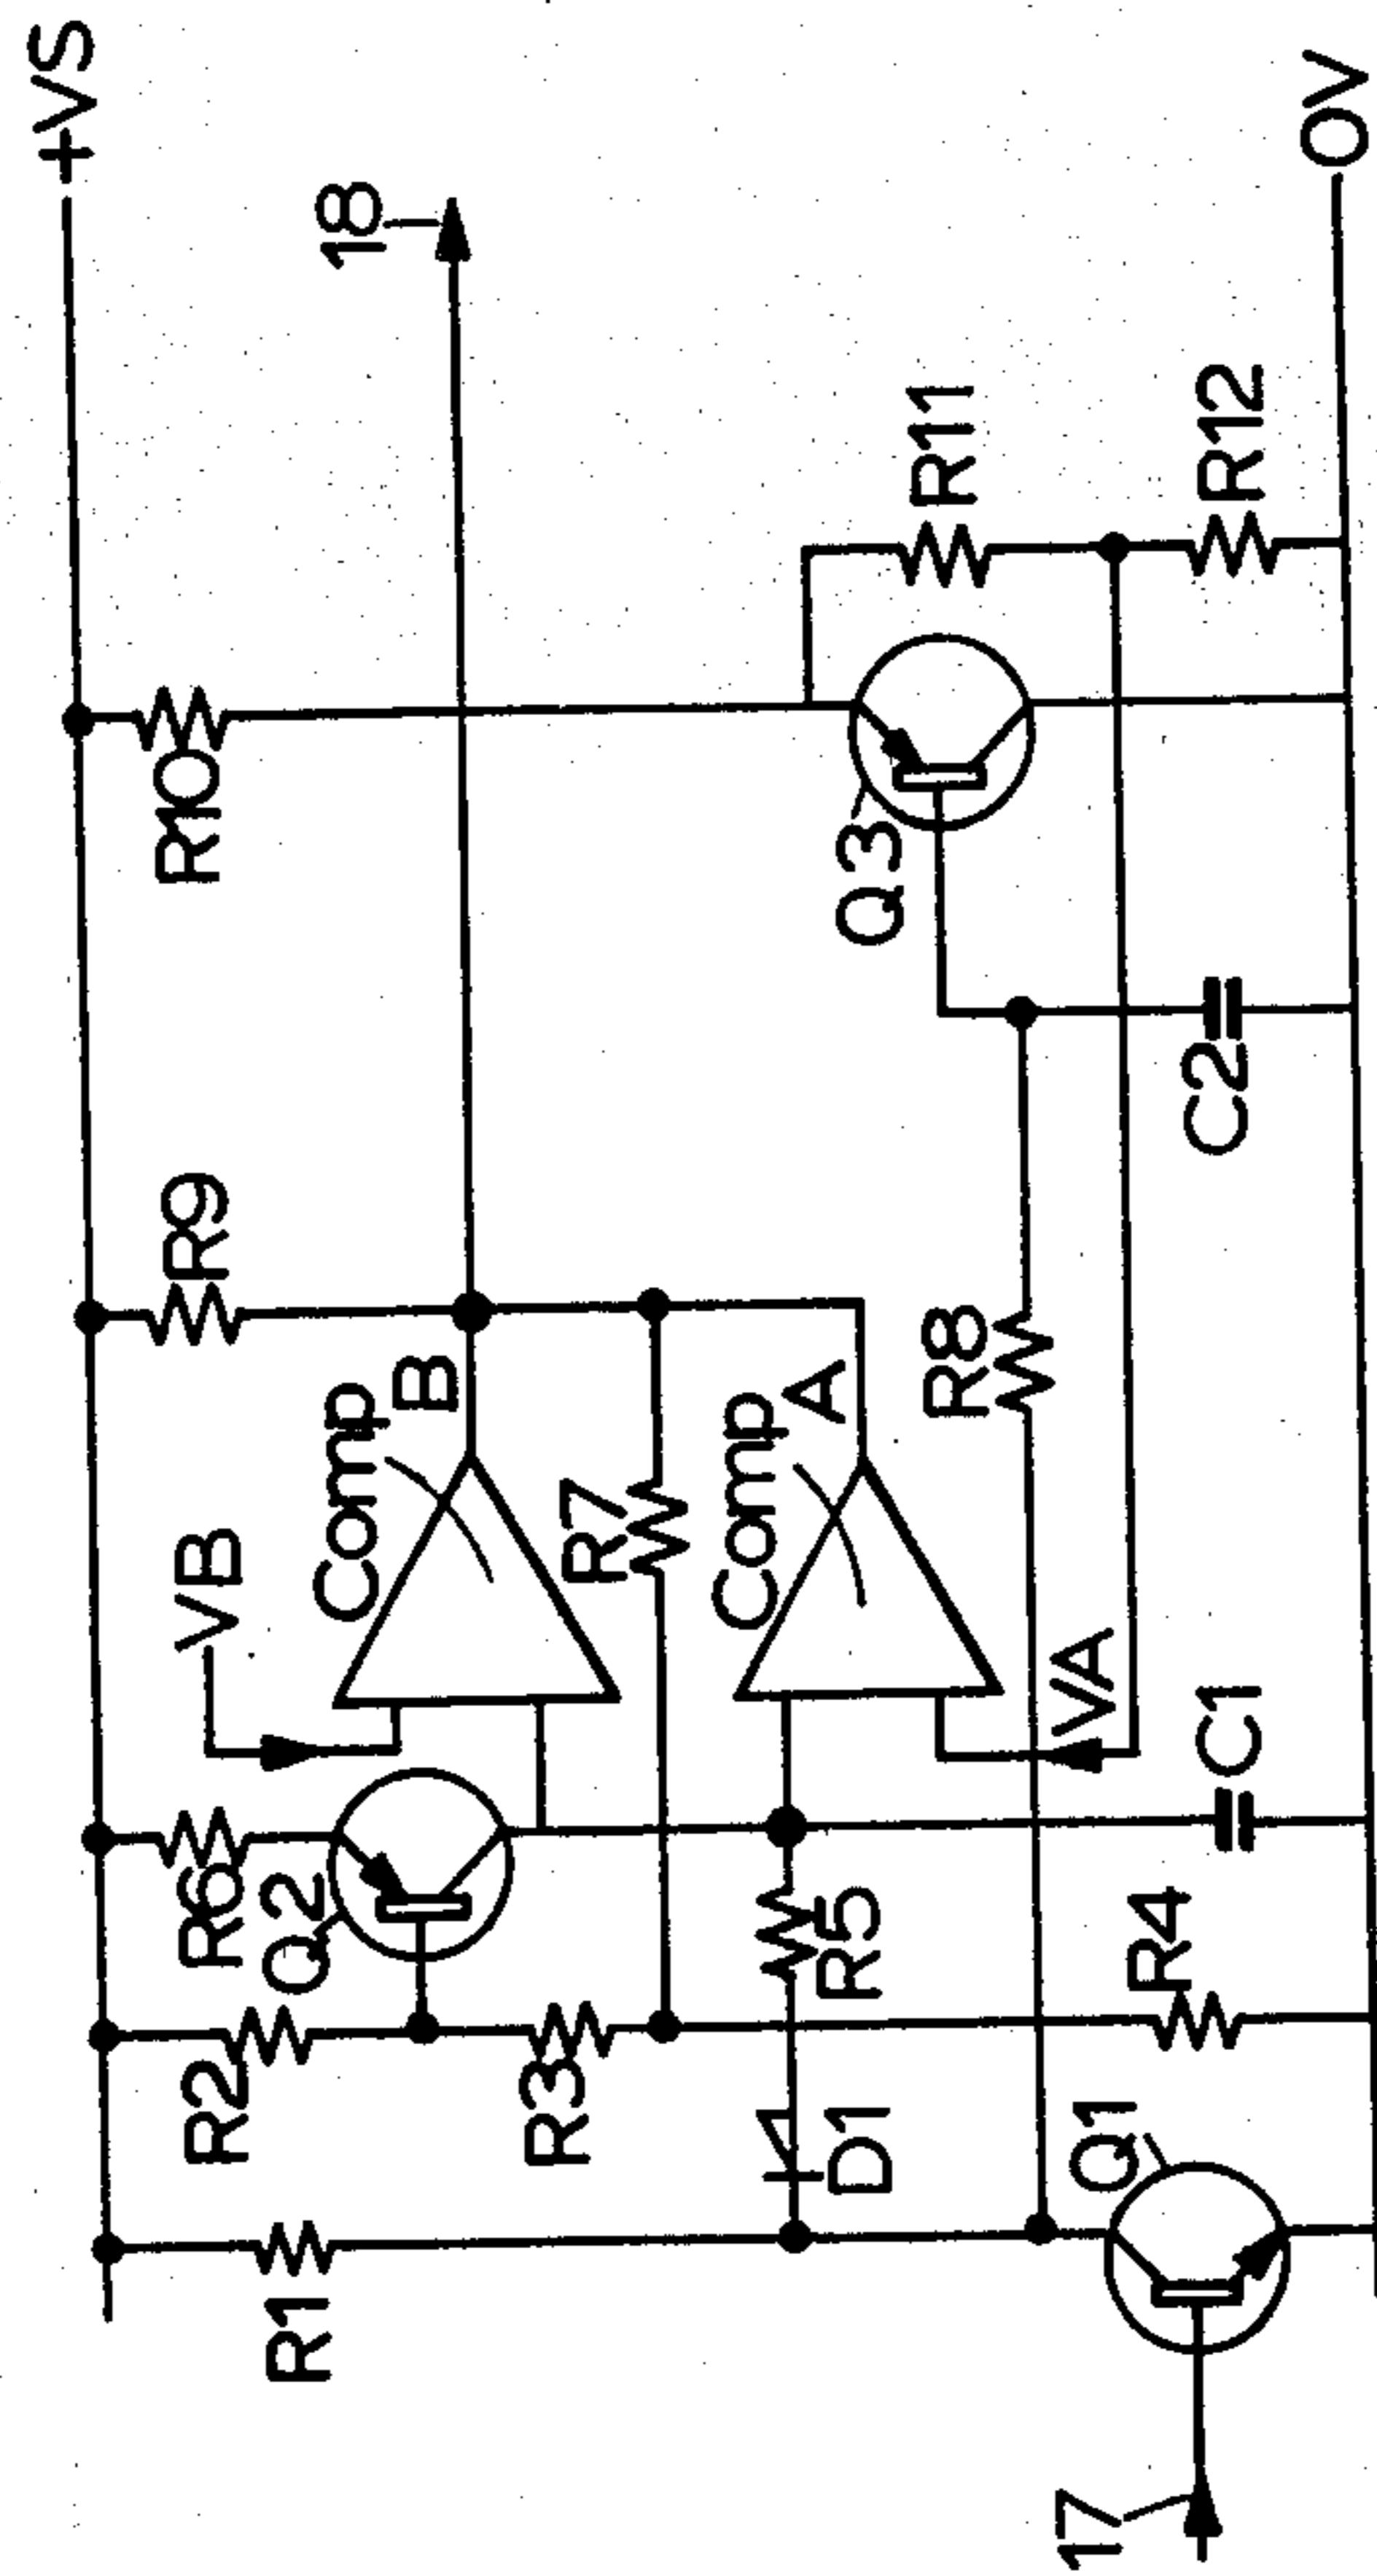 +VS
R1
R2
R6
VB
R9
R10
18
Q2
Comp
B
R3
R7
D1
R5
Comp
A
Q3
R11
R8
17
Q1
R4
C1
VA
C2
R12
0V